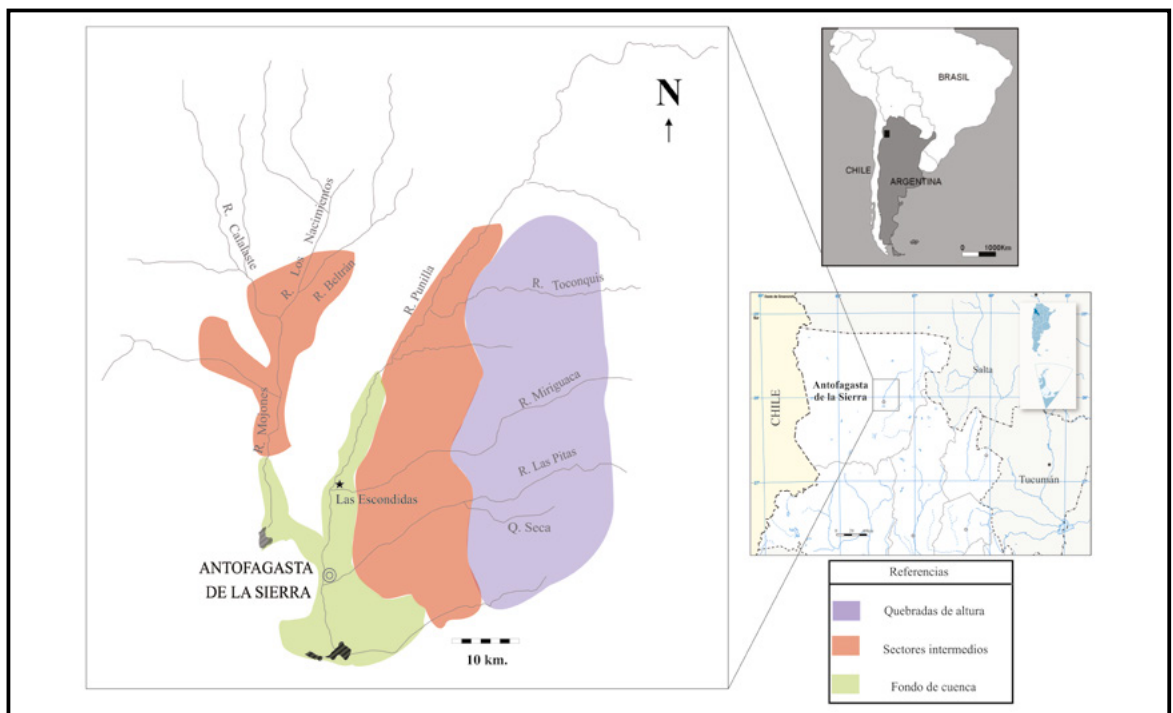 N
R. Calalaste
R. Los Nacimientos
R. Beltrán
R. Punilla
R. Toconquis
R. Miriguaca
R. Mojones
R. Las Pitas
Las Escondidas
Q. Seca
ANTOFAGASTA
DE LA SIERRA
10 km.
BRASIL
CHILE
ARGENTINA
0 1000Km
Salta
Antofagasta
de la Sierra
CHILE
Tucumán
Referencias
Quebradas de altura
Sectores intermedios
Fondo de cuenca